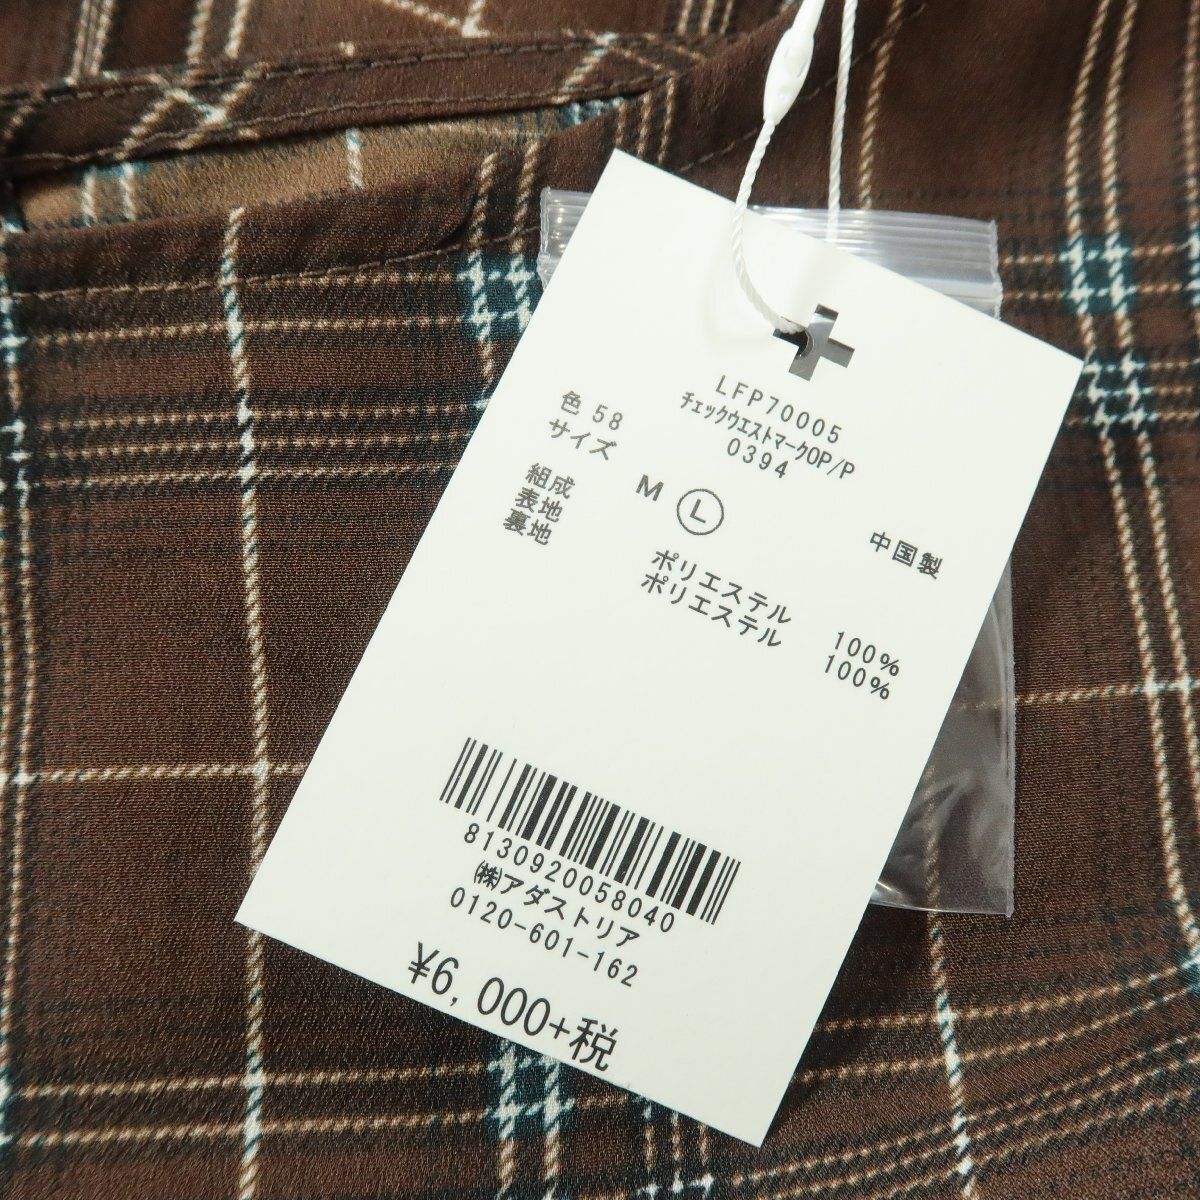 LFP70005
ﾁｪｯｸｳｴｽﾄﾏｰｸOP/P
0394
色 58
サイズ M Ⓛ
中国製
組成
表地 ポリエステル 100%
裏地 ポリエステル 100%
8130920058040
㈱アダストリア
0120-601-162
¥6,000+税